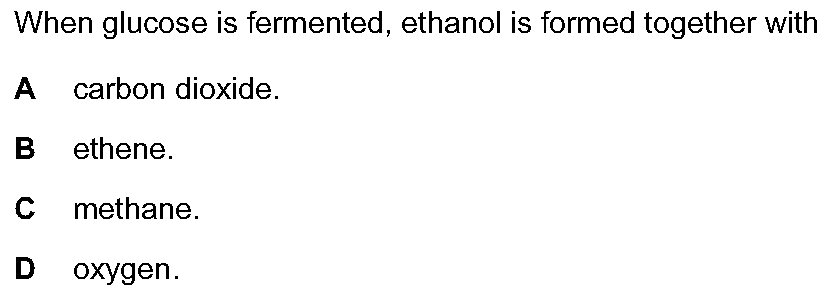 When glucose is fermented, ethanol is formed together with
A carbon dioxide.
B ethene.
C methane.
D oxygen.